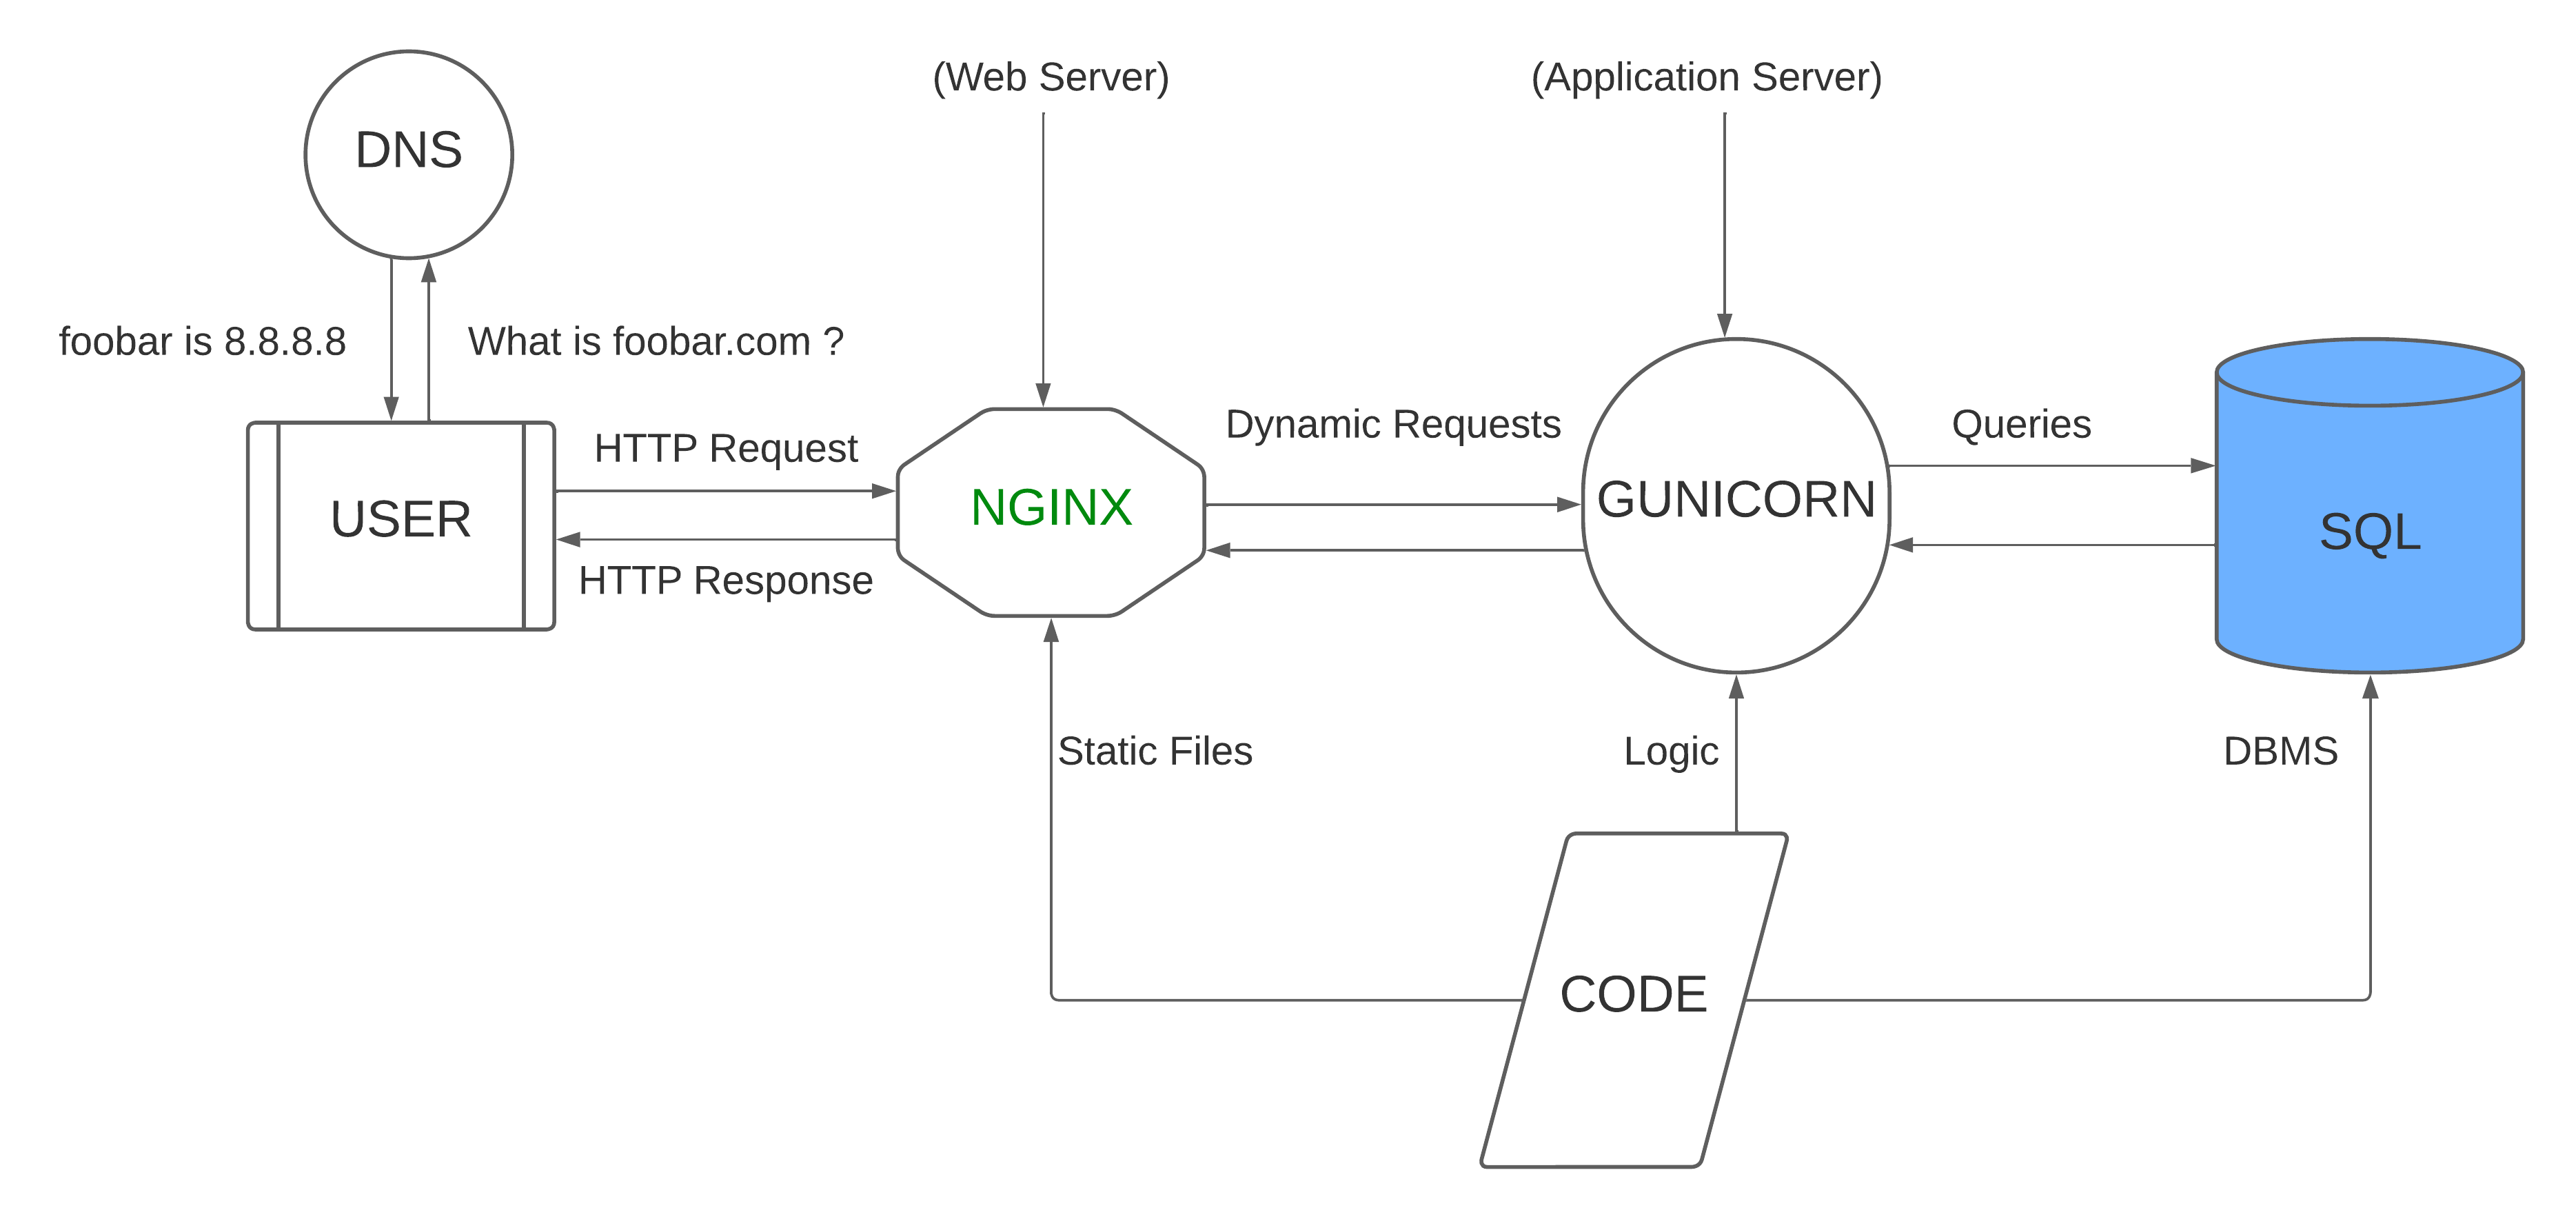 (Web Server)
(Application Server)
DNS
foobar is 8.8.8.8
What is foobar.com ?
HTTP Request
Dynamic Requests
Queries
USER
NGINX
GUNICORN
SQL
HTTP Response
Static Files
Logic
DBMS
CODE